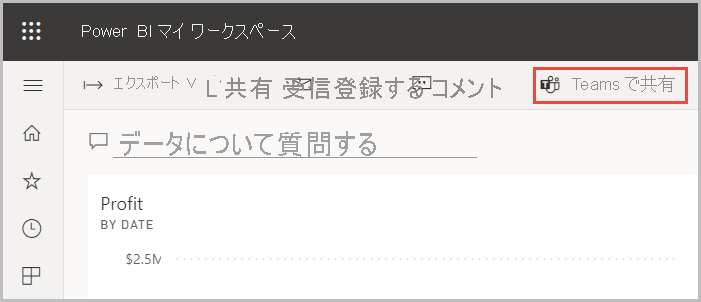 Power BI マイ ワークスペース
エクスポート 共有 受信登録する コメント Teams で共有
データについて質問する
Profit
BY DATE
$2.5M